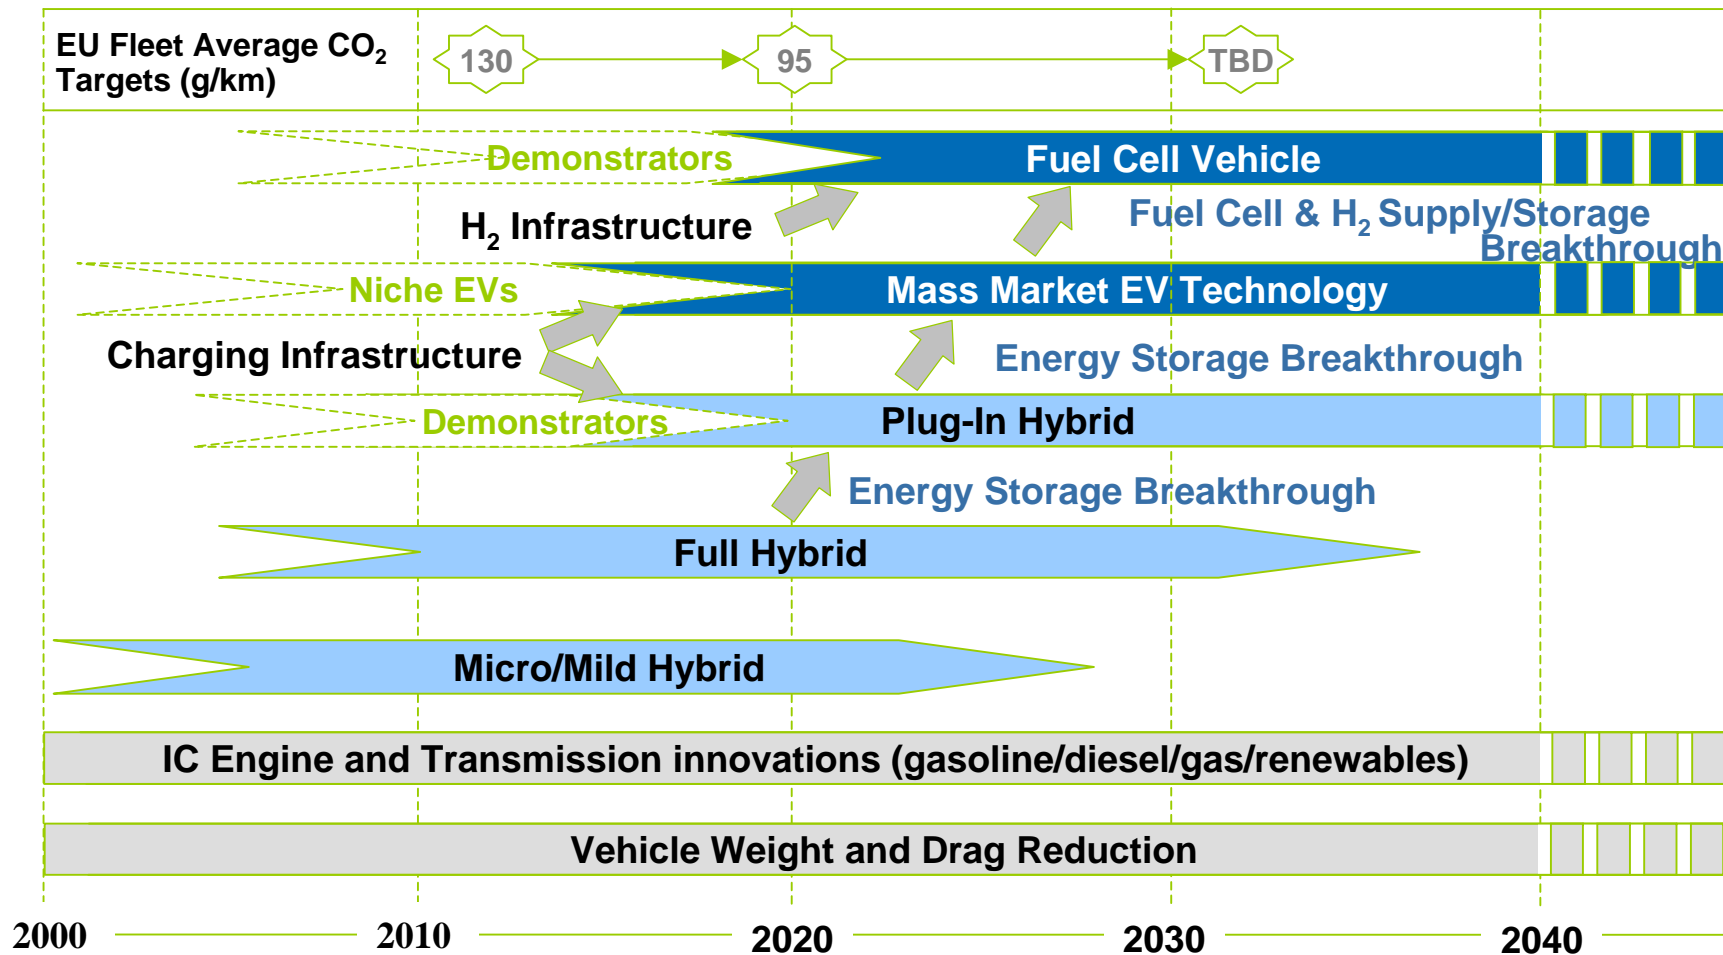 EU Fleet Average CO₂
Targets (g/km)
130
95
TBD
Demonstrators
Fuel Cell Vehicle
H₂ Infrastructure
Fuel Cell & H₂ Supply/Storage
Breakthrough
Niche EVs
Mass Market EV Technology
Charging Infrastructure
Energy Storage Breakthrough
Demonstrators
Plug-In Hybrid
Energy Storage Breakthrough
Full Hybrid
Micro/Mild Hybrid
IC Engine and Transmission innovations (gasoline/diesel/gas/renewables)
Vehicle Weight and Drag Reduction
2000
2010
2020
2030
2040